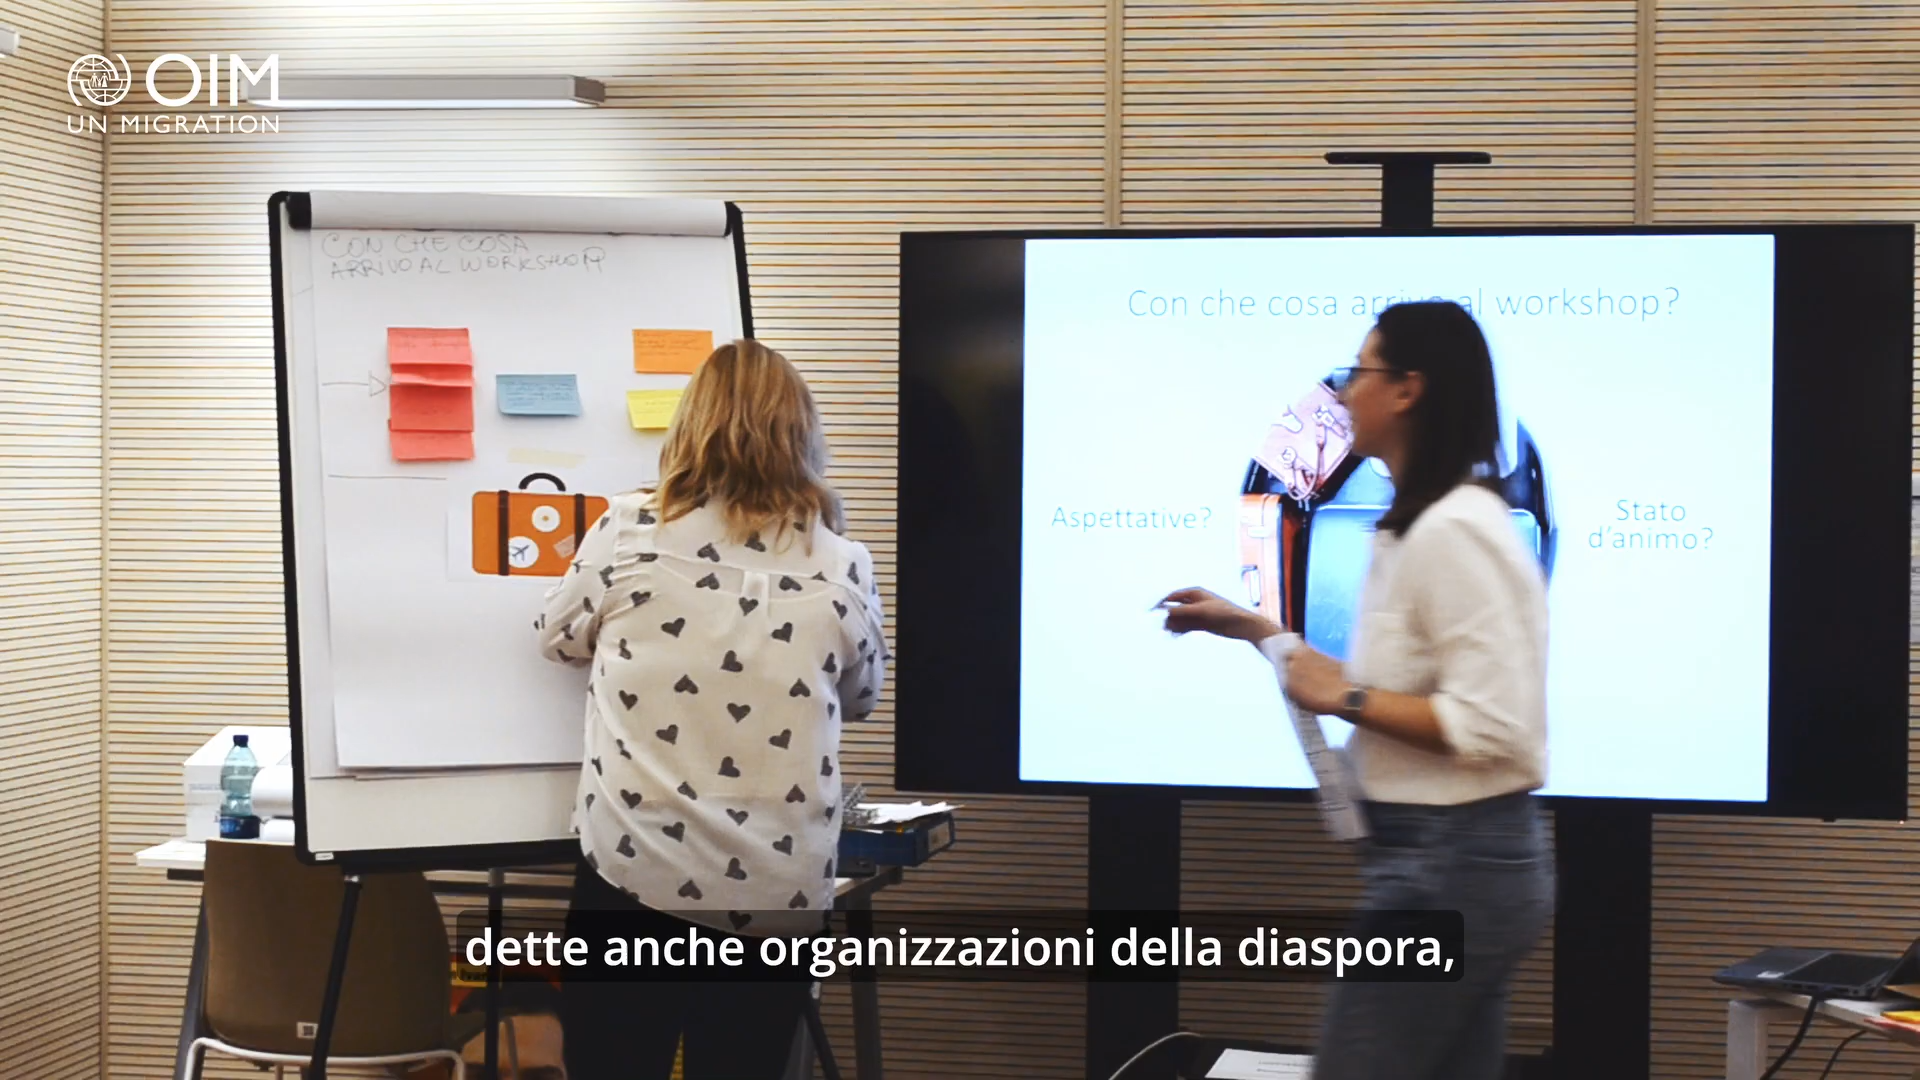 OIM
UN MIGRATION
CON CHE COSA
ARRIVO AL WORKSHOP
Con che cosa arrivo al workshop?
Aspettative?
Stato
d'animo?
dette anche organizzazioni della diaspora,